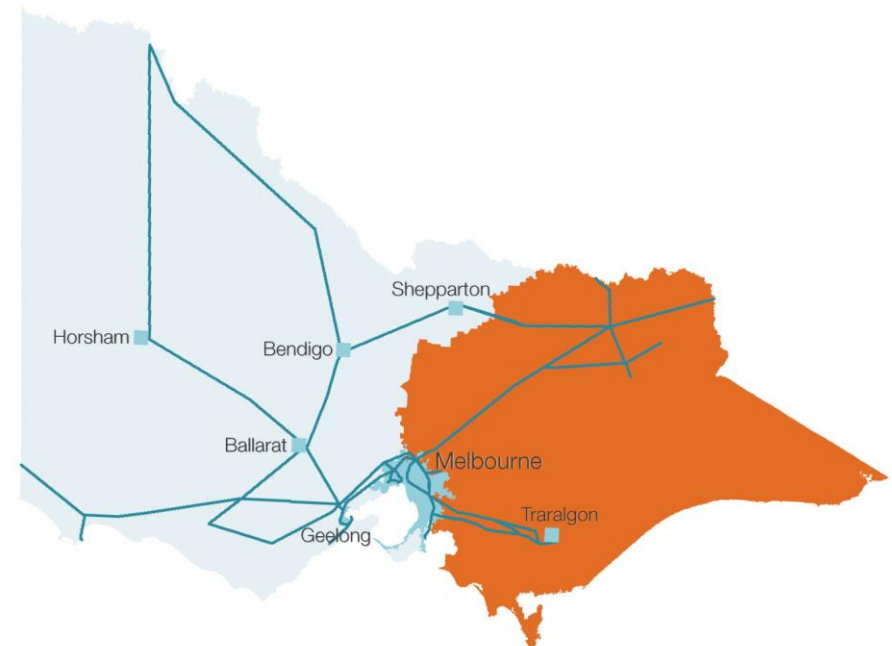 Shepparton
Horsham
Bendigo
Ballarat
Melbourne
Traralgon
Geelong